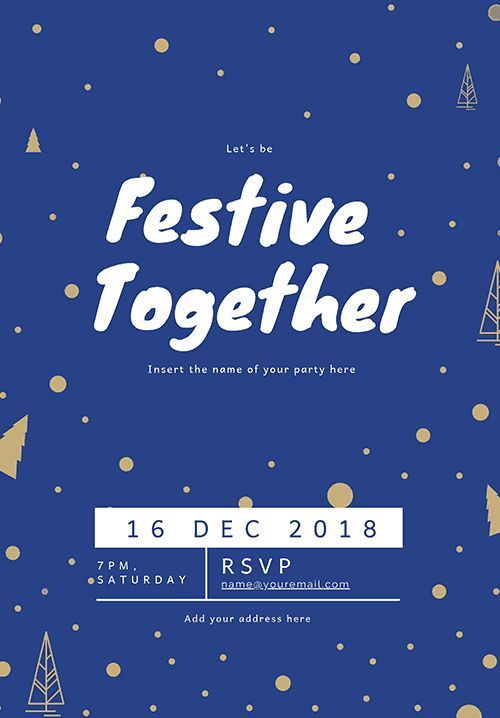 Let's be
Festive
Together
Insert the name of your party here
16 DEC 2018
7PM,
SATURDAY
RSVP
name@youremail.com
Add your address here